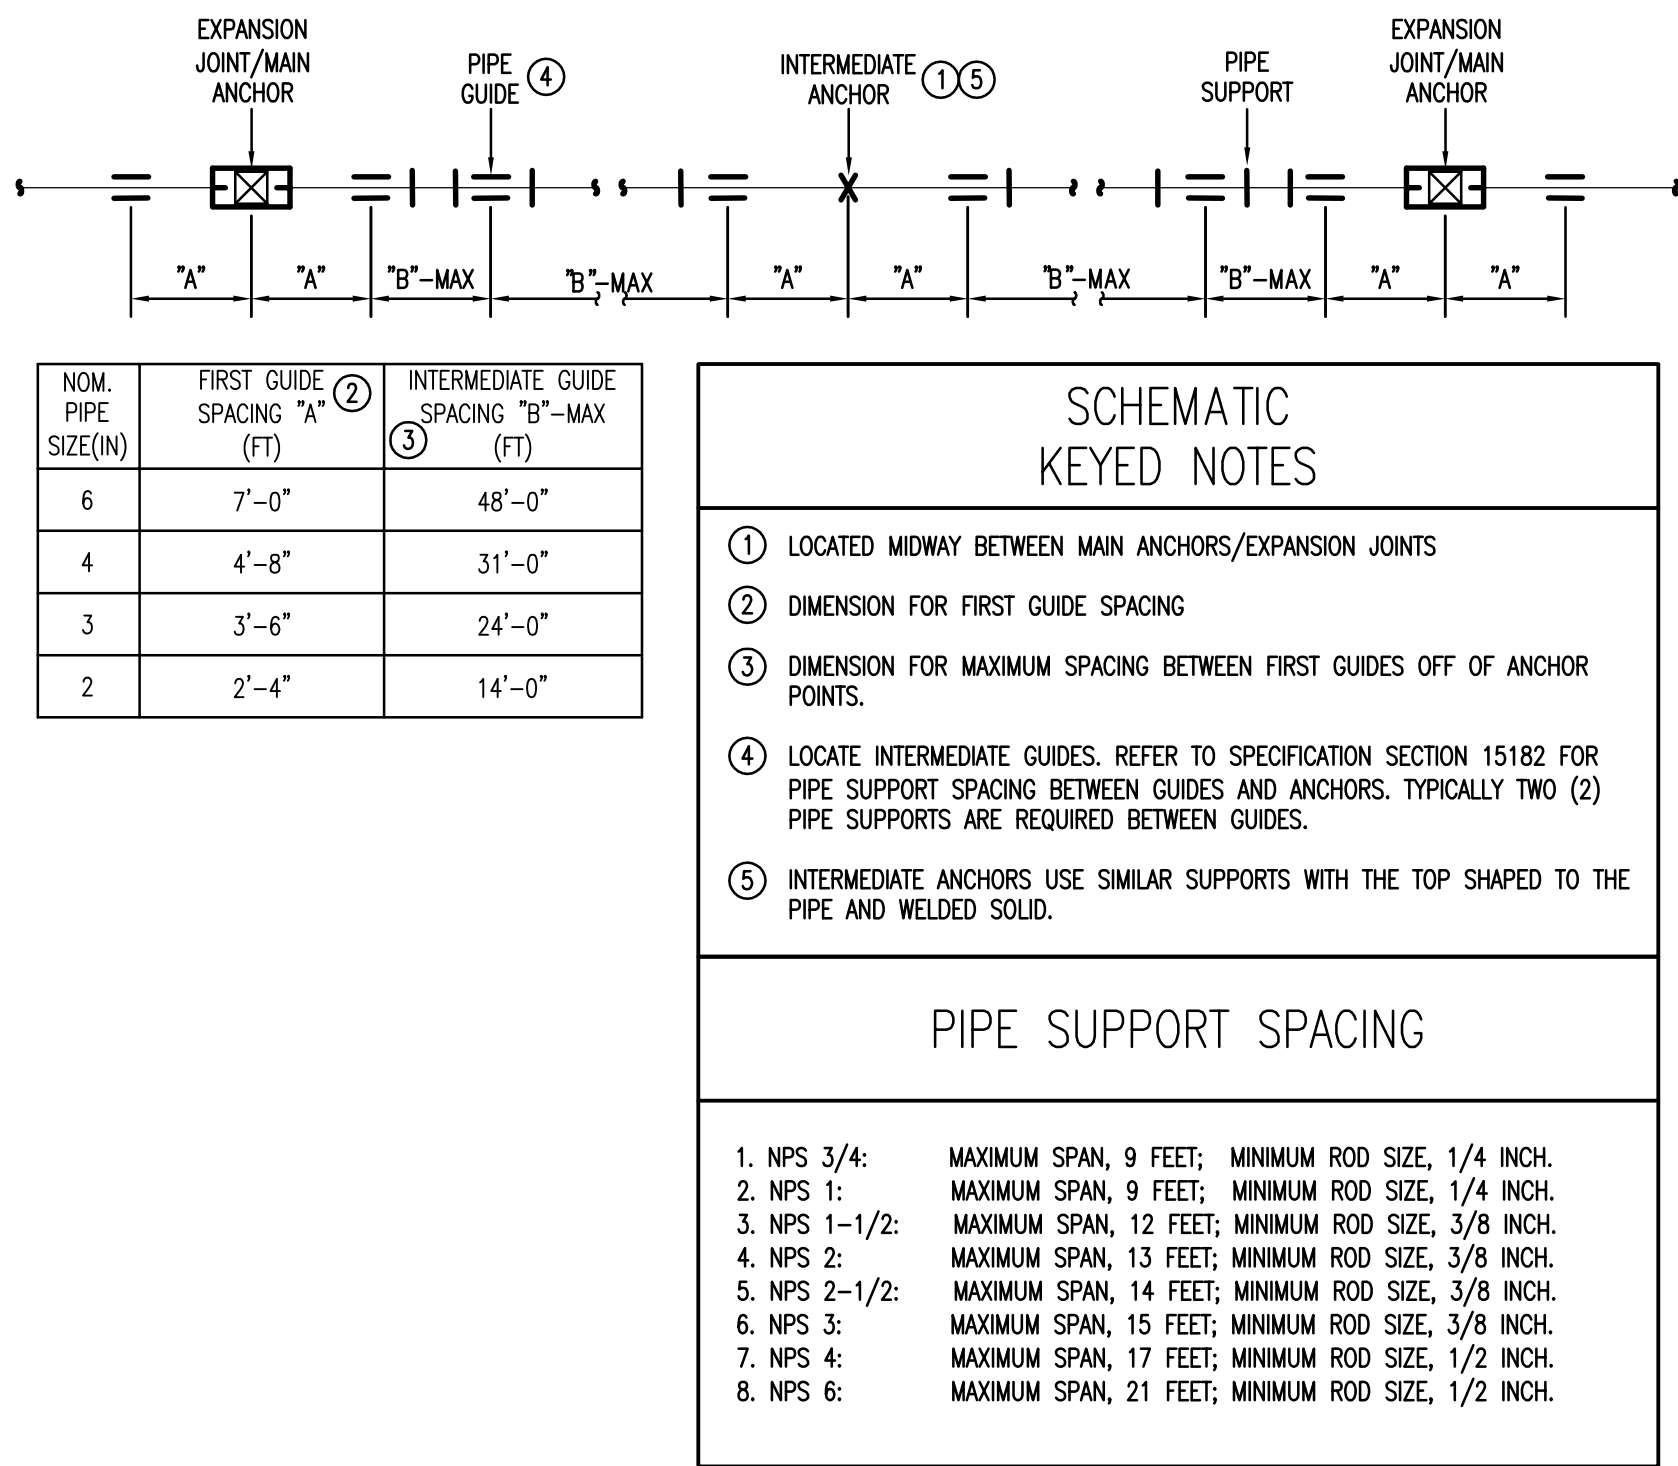 EXPANSION
JOINT/MAIN
ANCHOR
PIPE
GUIDE 4
INTERMEDIATE
ANCHOR 1 5
PIPE
SUPPORT
EXPANSION
JOINT/MAIN
ANCHOR
"A" "A" "B"-MAX "B"-MAX "A" "A" "B"-MAX "B"-MAX "A" "A"
NOM.
PIPE
SIZE(IN)
FIRST GUIDE 2
SPACING "A"
(FT)
INTERMEDIATE GUIDE
SPACING "B"-MAX
3 (FT)
6 7'-0" 48'-0"
4 4'-8" 31'-0"
3 3'-6" 24'-0"
2 2'-4" 14'-0"
SCHEMATIC
KEYED NOTES
1 LOCATED MIDWAY BETWEEN MAIN ANCHORS/EXPANSION JOINTS
2 DIMENSION FOR FIRST GUIDE SPACING
3 DIMENSION FOR MAXIMUM SPACING BETWEEN FIRST GUIDES OFF OF ANCHOR
POINTS.
4 LOCATE INTERMEDIATE GUIDES. REFER TO SPECIFICATION SECTION 15182 FOR
PIPE SUPPORT SPACING BETWEEN GUIDES AND ANCHORS. TYPICALLY TWO (2)
PIPE SUPPORTS ARE REQUIRED BETWEEN GUIDES.
5 INTERMEDIATE ANCHORS USE SIMILAR SUPPORTS WITH THE TOP SHAPED TO THE
PIPE AND WELDED SOLID.
PIPE SUPPORT SPACING
1. NPS 3/4: MAXIMUM SPAN, 9 FEET; MINIMUM ROD SIZE, 1/4 INCH.
2. NPS 1: MAXIMUM SPAN, 9 FEET; MINIMUM ROD SIZE, 1/4 INCH.
3. NPS 1-1/2: MAXIMUM SPAN, 12 FEET; MINIMUM ROD SIZE, 3/8 INCH.
4. NPS 2: MAXIMUM SPAN, 13 FEET; MINIMUM ROD SIZE, 3/8 INCH.
5. NPS 2-1/2: MAXIMUM SPAN, 14 FEET; MINIMUM ROD SIZE, 3/8 INCH.
6. NPS 3: MAXIMUM SPAN, 15 FEET; MINIMUM ROD SIZE, 3/8 INCH.
7. NPS 4: MAXIMUM SPAN, 17 FEET; MINIMUM ROD SIZE, 1/2 INCH.
8. NPS 6: MAXIMUM SPAN, 21 FEET; MINIMUM ROD SIZE, 1/2 INCH.